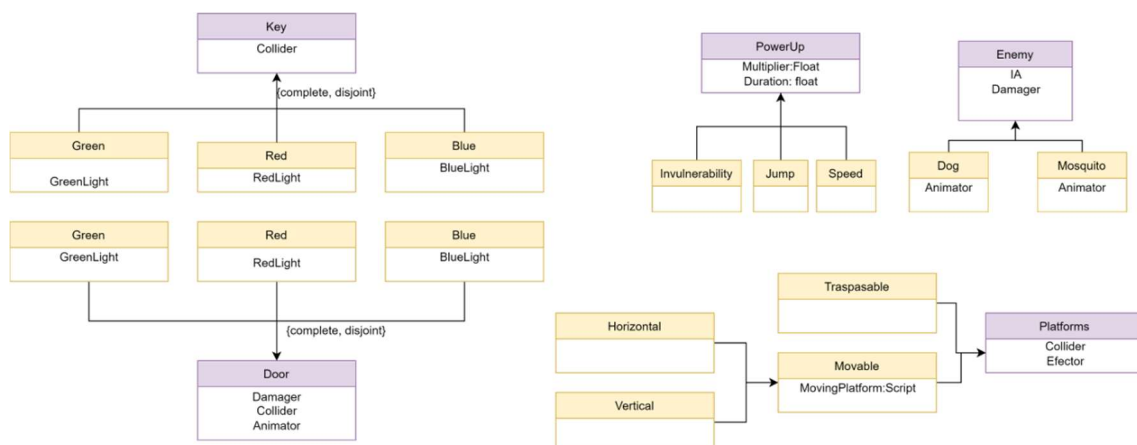 Key
Collider
{complete, disjoint}
Green
GreenLight
Red
RedLight
Blue
BlueLight
Green
GreenLight
Red
RedLight
Blue
BlueLight
{complete, disjoint}
Door
Damager
Collider
Animator
PowerUp
Multiplier:Float
Duration: float
Invulnerability
Jump
Speed
Enemy
IA
Damager
Dog
Animator
Mosquito
Animator
Horizontal
Vertical
Traspasable
Movable
MovingPlatform:Script
Platforms
Collider
Efector